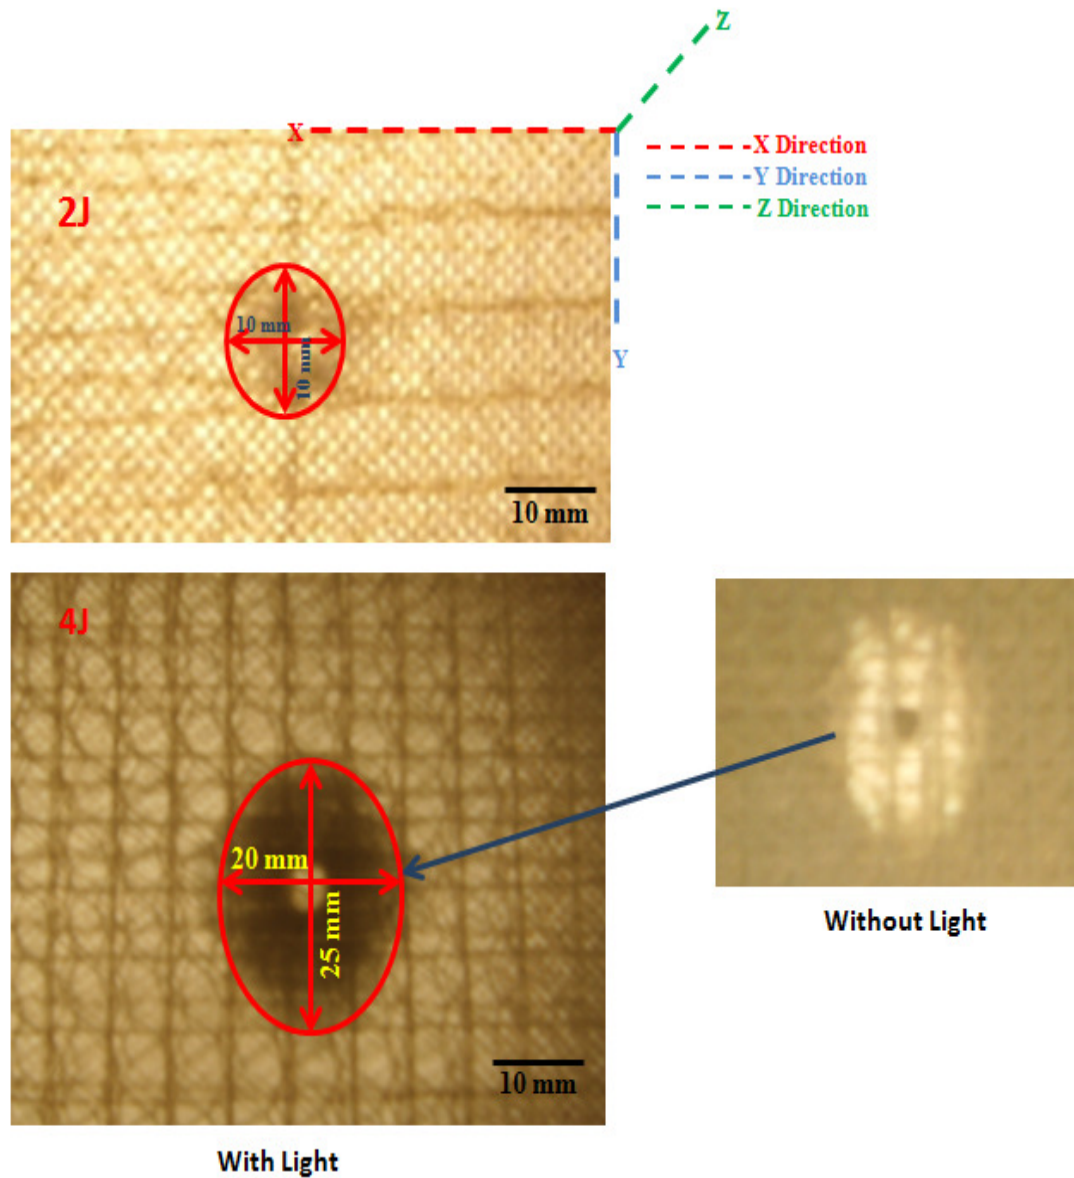 Z
X
X Direction
Y Direction
Z Direction
2J
10 mm
10 mm
Y
10 mm
4J
20 mm
25 mm
10 mm
Without Light
With Light